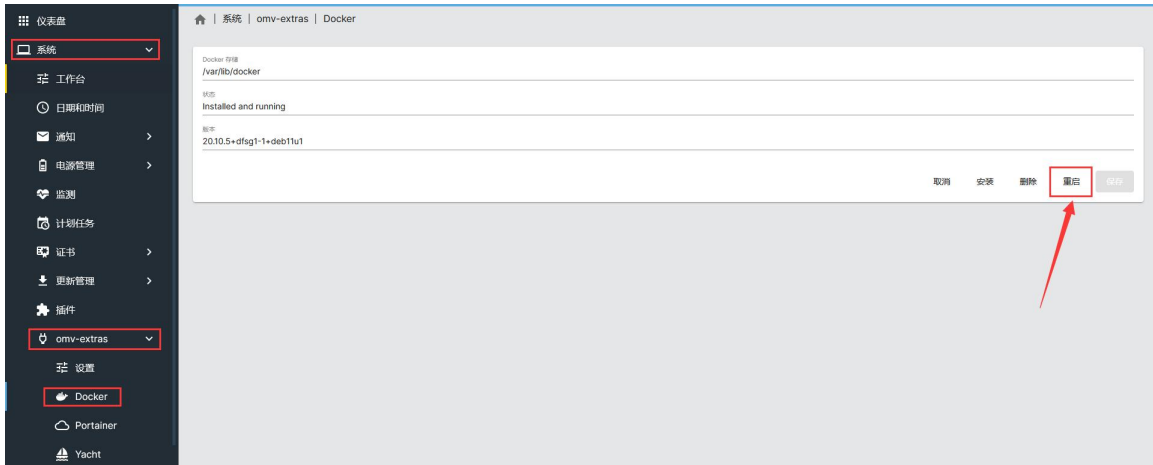 仪表盘
系统
工作台
日期和时间
通知
电源管理
监测
计划任务
证书
更新管理
插件
omv-extras
设置
Docker
Portainer
Yacht
| 系统 | omv-extras | Docker
Docker 存储
/var/lib/docker
状态
Installed and running
版本
20.10.5+dfsg1-1+deb11u1
取消 安装 删除 重启 保存